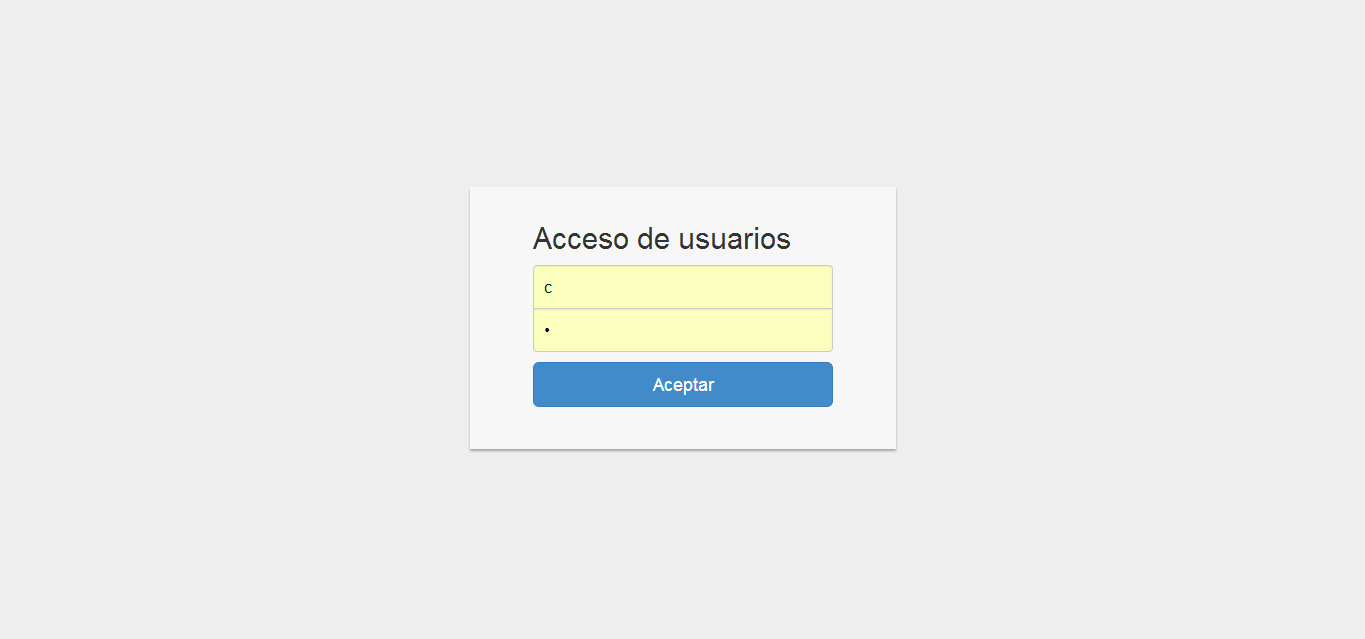 Acceso de usuarios
c
•
Aceptar